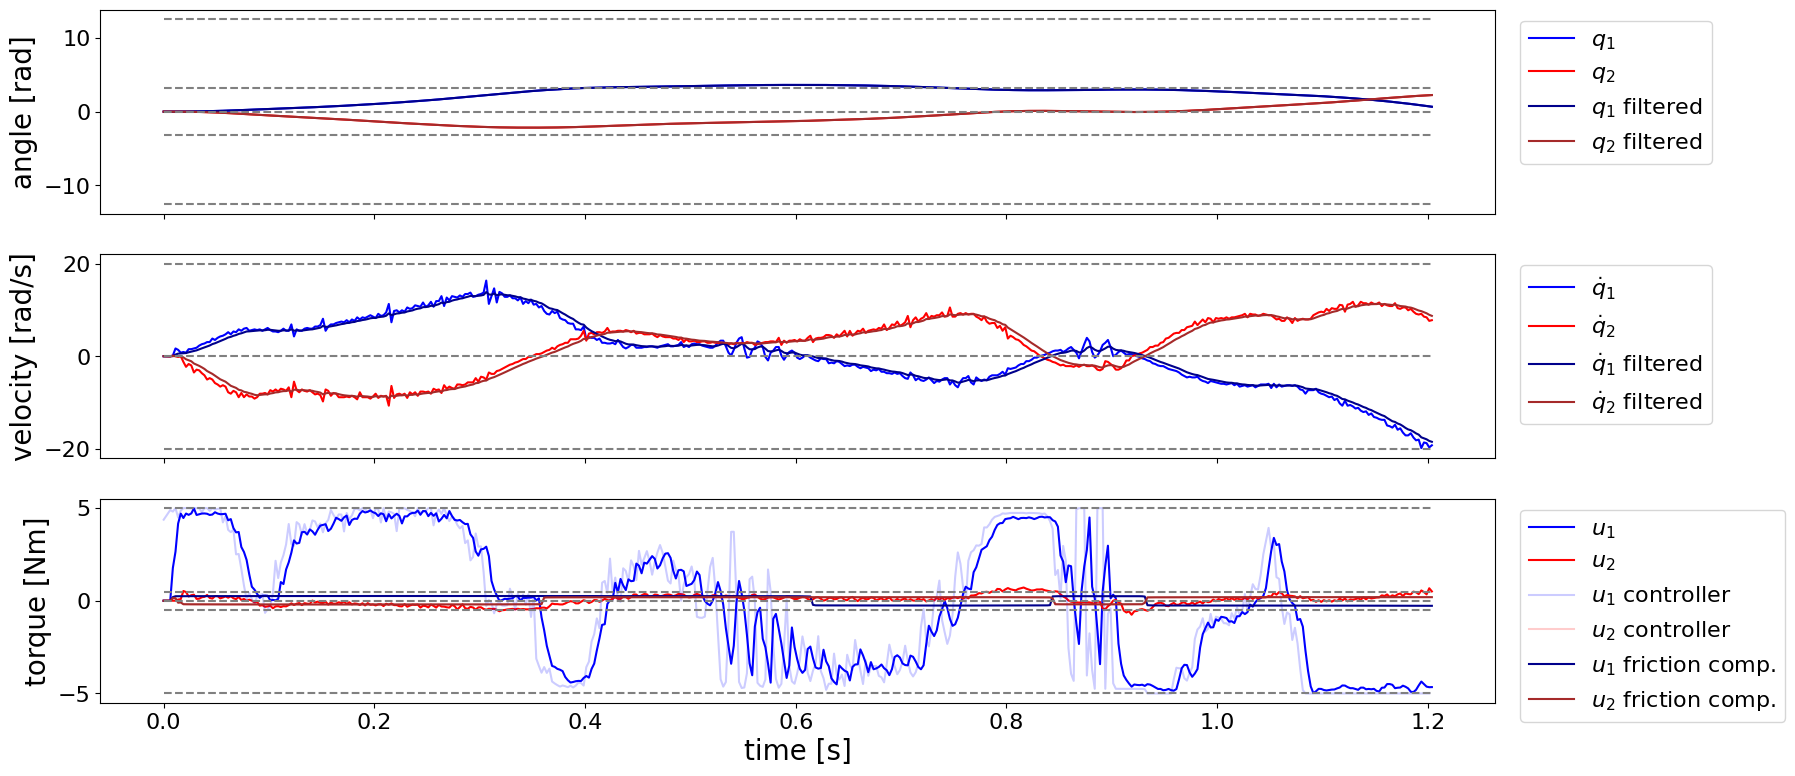 angle [rad]
10
0
−10
q₁
q₂
q₁ filtered
q₂ filtered
velocity [rad/s]
20
0
−20
q̇₁
q̇₂
q̇₁ filtered
q̇₂ filtered
torque [Nm]
5
0
−5
0.0 0.2 0.4 0.6 0.8 1.0 1.2
time [s]
u₁
u₂
u₁ controller
u₂ controller
u₁ friction comp.
u₂ friction comp.